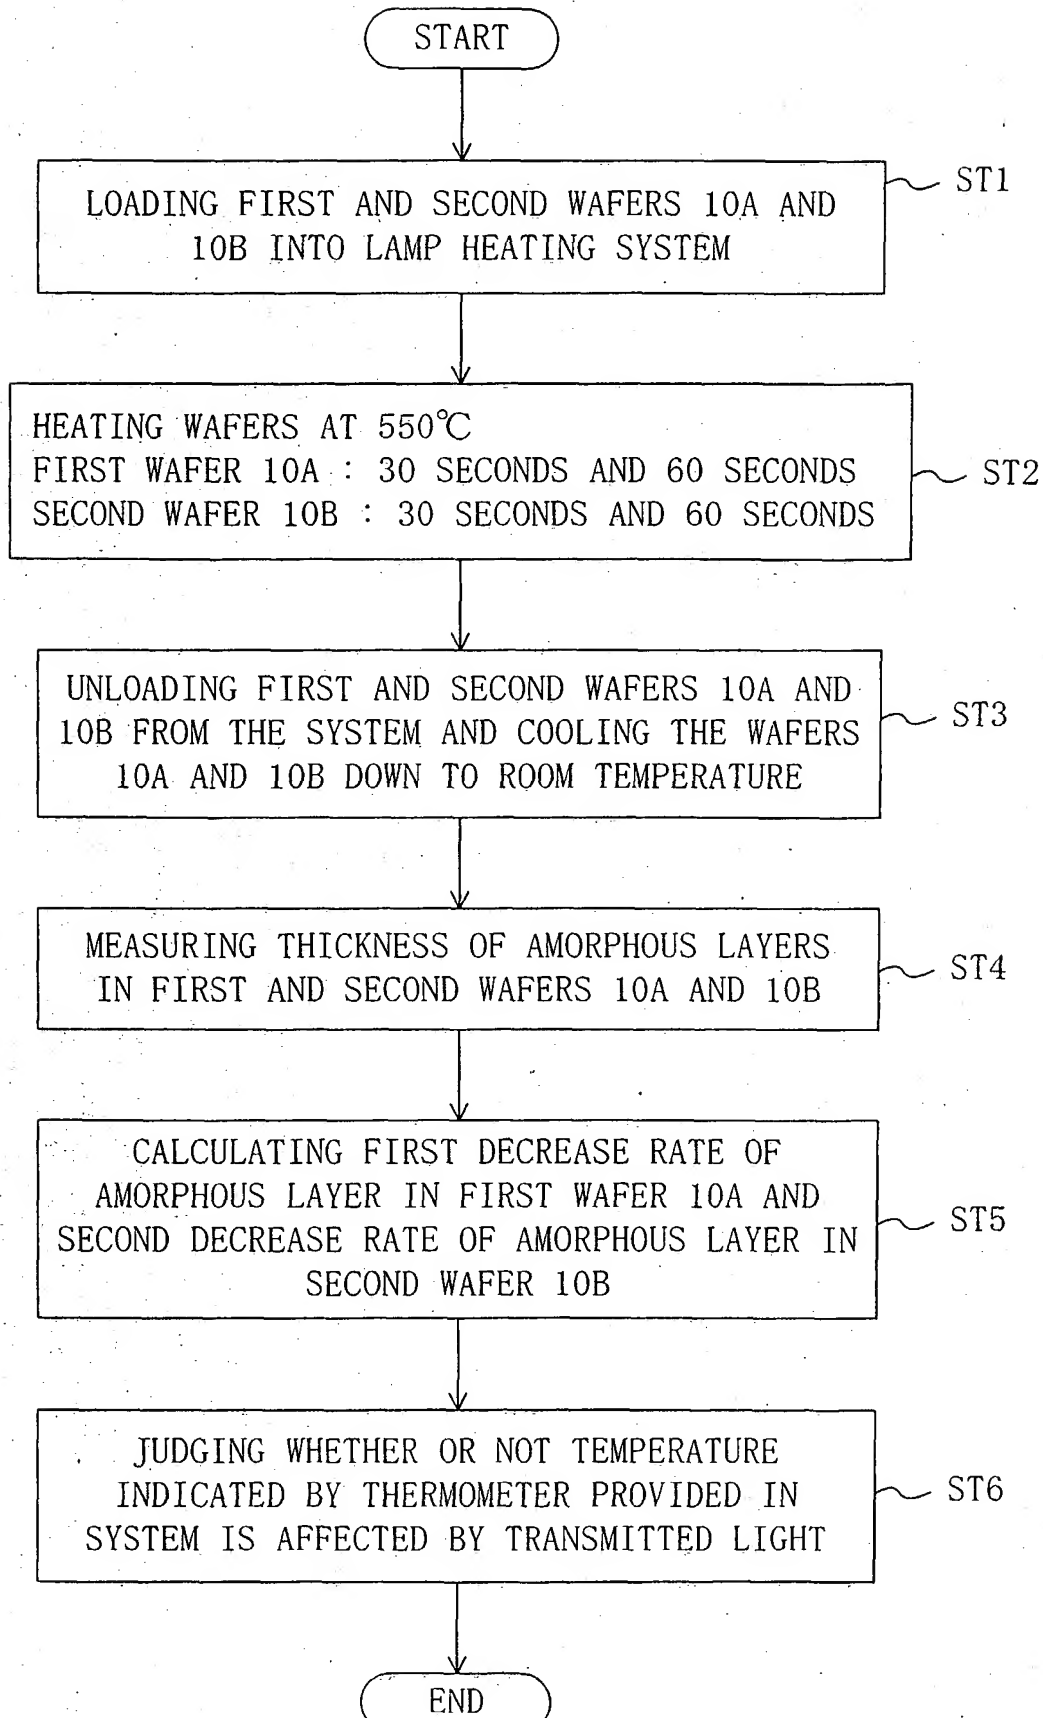 START
LOADING FIRST AND SECOND WAFERS 10A AND
10B INTO LAMP HEATING SYSTEM
ST1
HEATING WAFERS AT 550℃
FIRST WAFER 10A : 30 SECONDS AND 60 SECONDS
SECOND WAFER 10B : 30 SECONDS AND 60 SECONDS
ST2
UNLOADING FIRST AND SECOND WAFERS 10A AND
10B FROM THE SYSTEM AND COOLING THE WAFERS
10A AND 10B DOWN TO ROOM TEMPERATURE
ST3
MEASURING THICKNESS OF AMORPHOUS LAYERS
IN FIRST AND SECOND WAFERS 10A AND 10B
ST4
CALCULATING FIRST DECREASE RATE OF
AMORPHOUS LAYER IN FIRST WAFER 10A AND
SECOND DECREASE RATE OF AMORPHOUS LAYER IN
SECOND WAFER 10B
ST5
JUDGING WHETHER OR NOT TEMPERATURE
INDICATED BY THERMOMETER PROVIDED IN
SYSTEM IS AFFECTED BY TRANSMITTED LIGHT
ST6
END